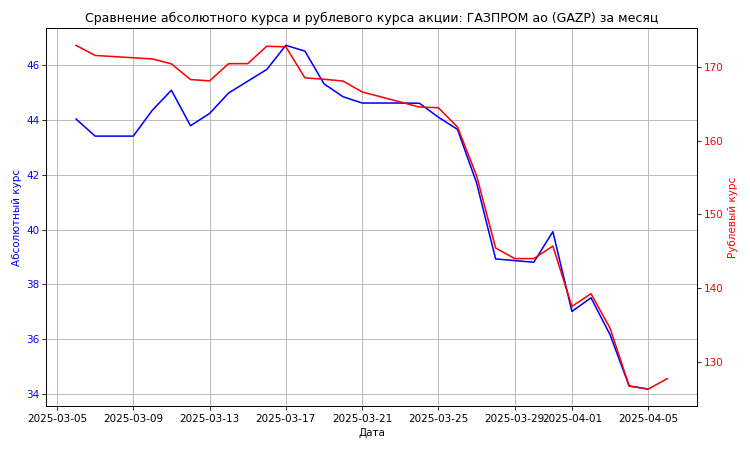 Сравнение абсолютного курса и рублевого курса акции: ГАЗПРОМ ао (GAZP) за месяц
Абсолютный курс
46
44
42
40
38
36
34
170
160
150
140
130
Рублевый курс
2025-03-05 2025-03-09 2025-03-13 2025-03-17 2025-03-21 2025-03-25 2025-03-29 2025-04-01 2025-04-05
Дата